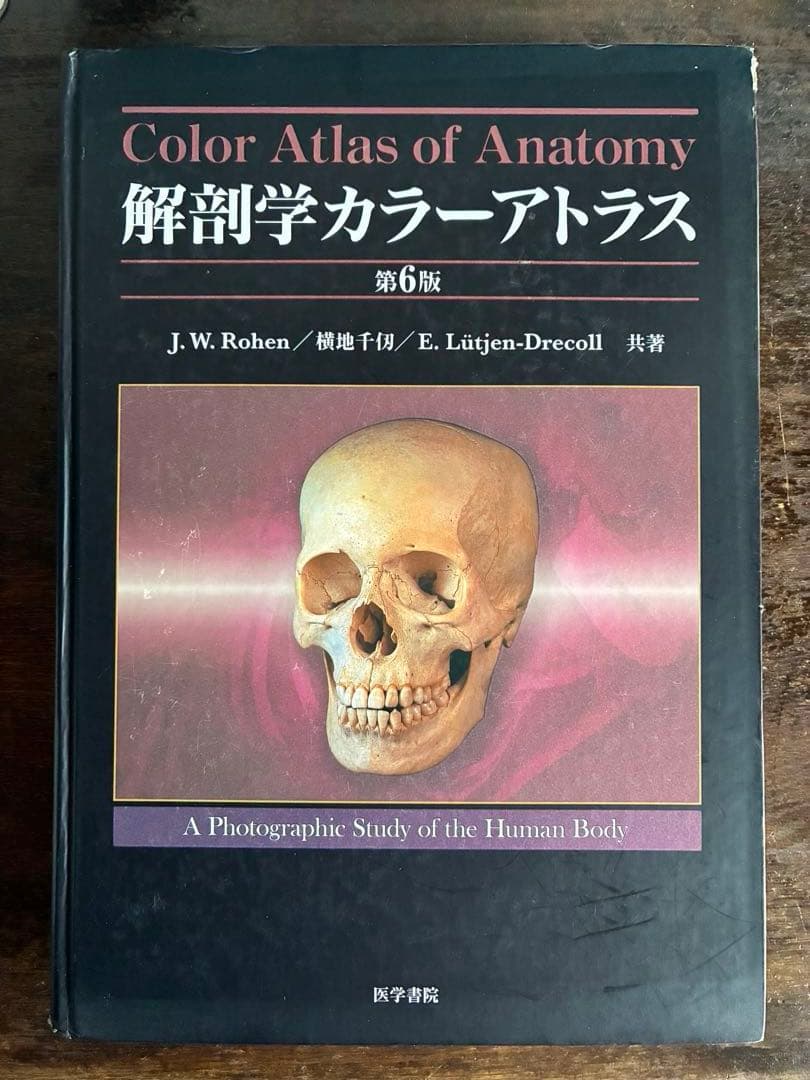 Color Atlas of Anatomy
解剖学カラーアトラス
第6版
J. W. Rohen／横地千仭／E. Lütjen-Drecoll 共著
A Photographic Study of the Human Body
医学書院